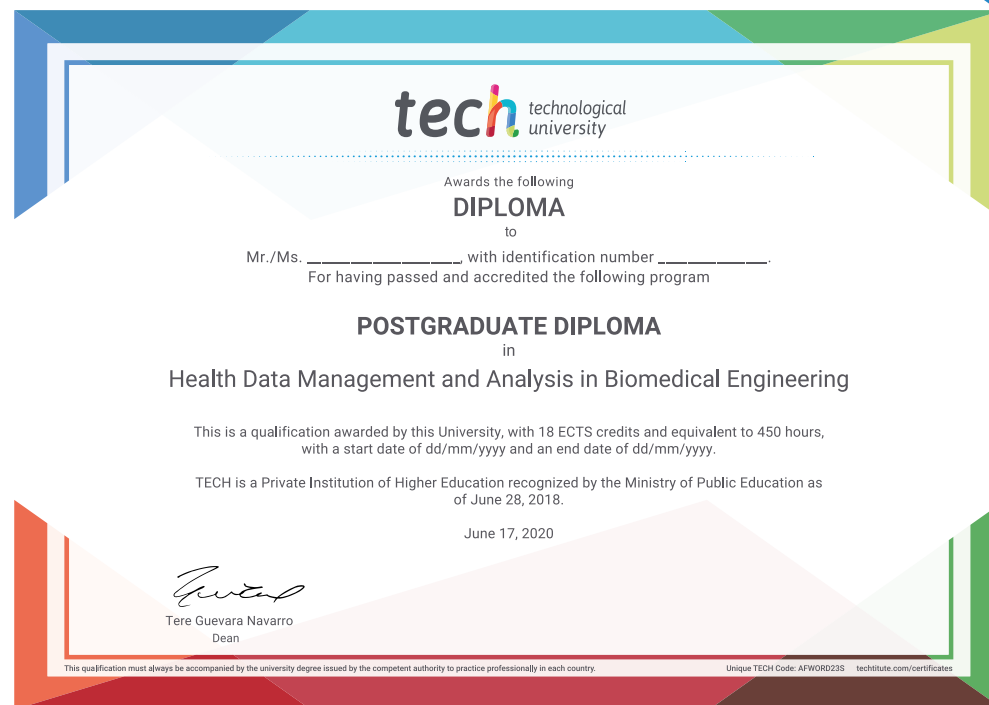 tech technological
university
Awards the following
DIPLOMA
to
Mr./Ms. ____________________, with identification number ______________.
For having passed and accredited the following program
POSTGRADUATE DIPLOMA
in
Health Data Management and Analysis in Biomedical Engineering
This is a qualification awarded by this University, with 18 ECTS credits and equivalent to 450 hours,
with a start date of dd/mm/yyyy and an end date of dd/mm/yyyy.
TECH is a Private Institution of Higher Education recognized by the Ministry of Public Education as
of June 28, 2018.
June 17, 2020
Tere Guevara Navarro
Dean
This qualification must always be accompanied by the university degree issued by the competent authority to practice professionally in each country.
Unique TECH Code: AFWORD23S techtitute.com/certificates